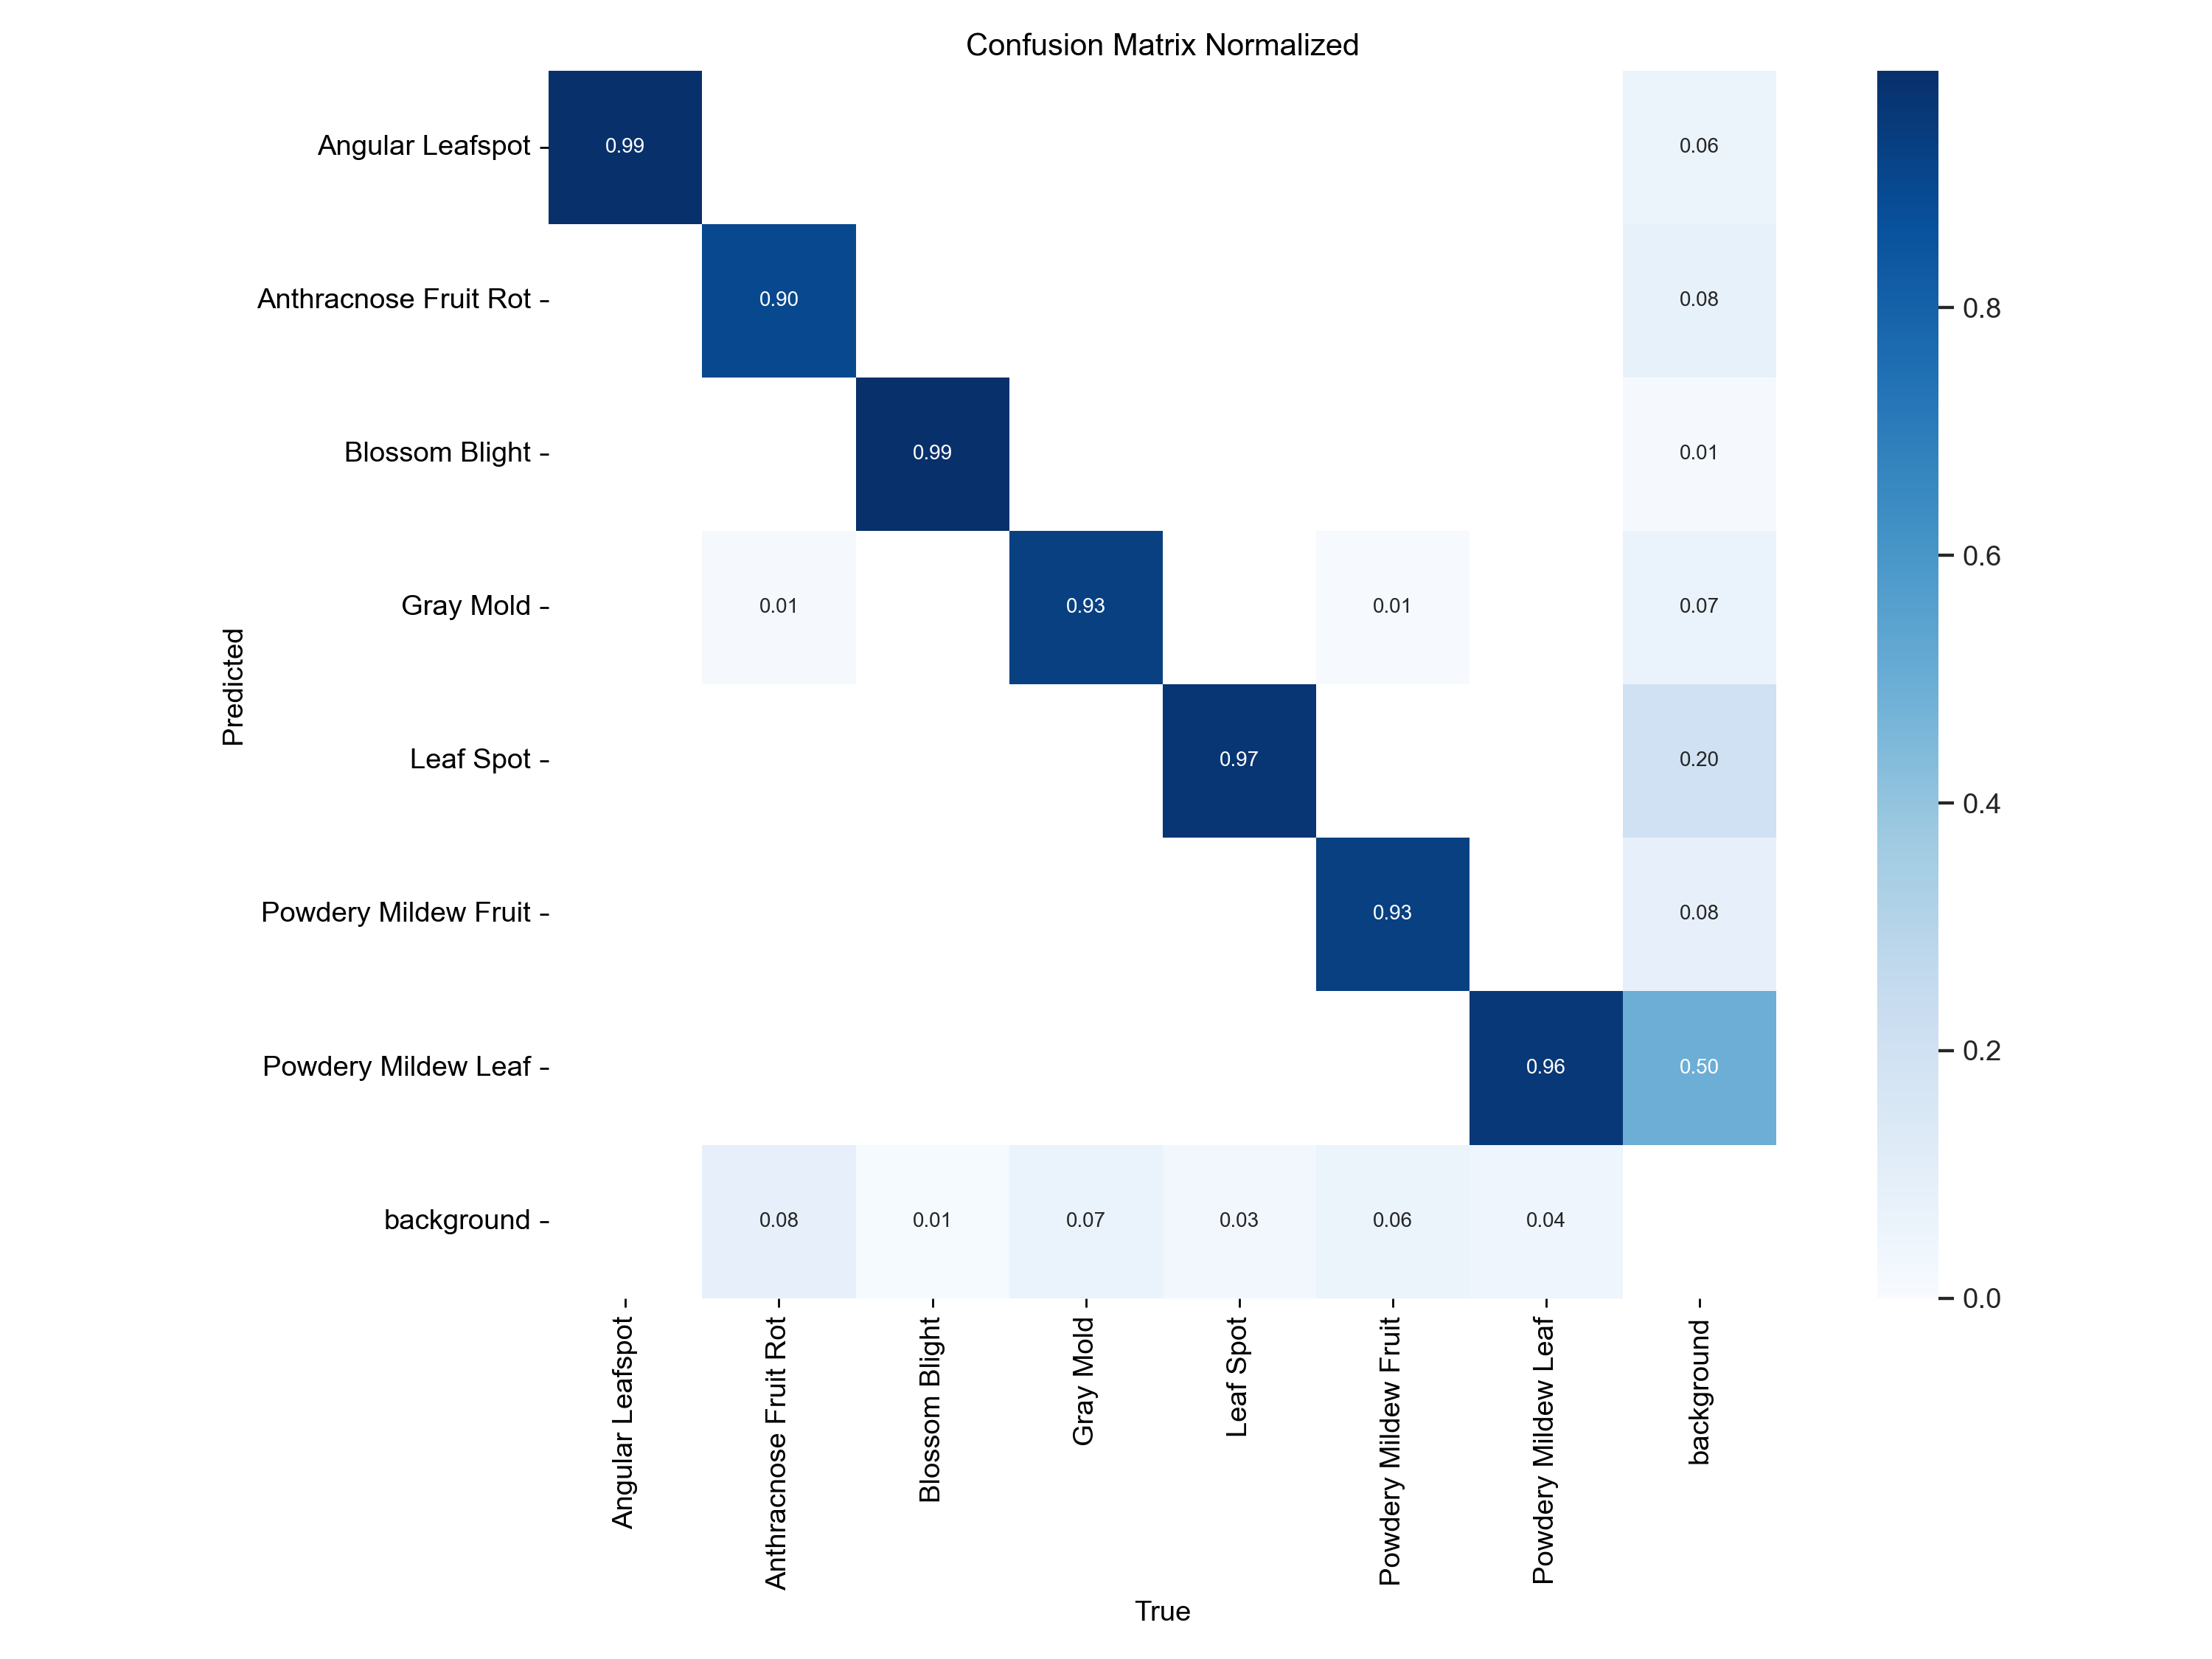 Confusion Matrix Normalized
Angular Leafspot
0.99
0.06
Anthracnose Fruit Rot
0.90
0.08
0.8
Blossom Blight
0.99
0.01
0.6
Gray Mold
0.01
0.93
0.01
0.07
Predicted
Leaf Spot
0.97
0.20
0.4
Powdery Mildew Fruit
0.93
0.08
Powdery Mildew Leaf
0.96
0.50
0.2
background
0.08
0.01
0.07
0.03
0.06
0.04
0.0
Angular Leafspot
Anthracnose Fruit Rot
Blossom Blight
Gray Mold
Leaf Spot
Powdery Mildew Fruit
Powdery Mildew Leaf
background
True